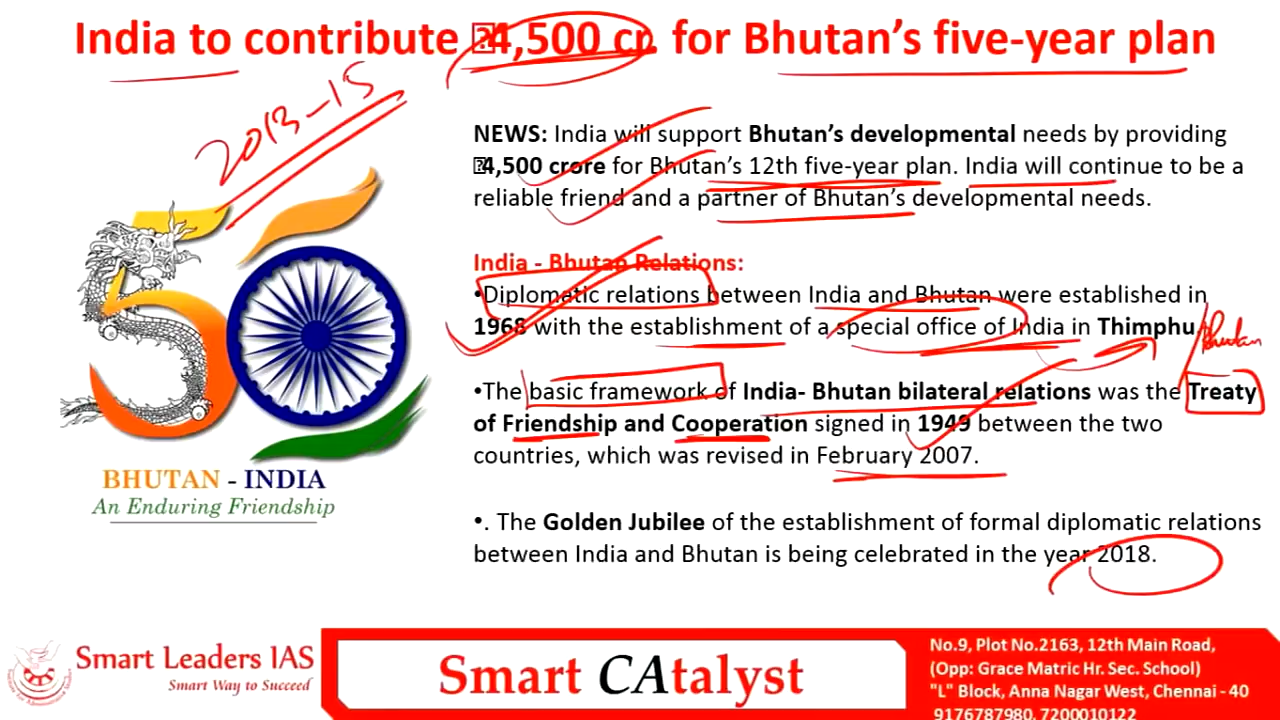 India to contribute 4,500 cr. for Bhutan's five-year plan
2013-15
NEWS: India will support Bhutan's developmental needs by providing
4,500 crore for Bhutan's 12th five-year plan. India will continue to be a
reliable friend and a partner of Bhutan's developmental needs.
India - Bhutan Relations:
•Diplomatic relations between India and Bhutan were established in
1968 with the establishment of a special office of India in Thimphu.
Bhutan
•The basic framework of India- Bhutan bilateral relations was the Treaty
of Friendship and Cooperation signed in 1949 between the two
countries, which was revised in February 2007.
•. The Golden Jubilee of the establishment of formal diplomatic relations
between India and Bhutan is being celebrated in the year 2018.
50
BHUTAN - INDIA
An Enduring Friendship
Smart Leaders IAS
Smart Way to Succeed
Smart CAtalyst
No.9, Plot No.2163, 12th Main Road,
(Opp: Grace Matric Hr. Sec. School)
"L" Block, Anna Nagar West, Chennai - 40
9176787980, 7200010122